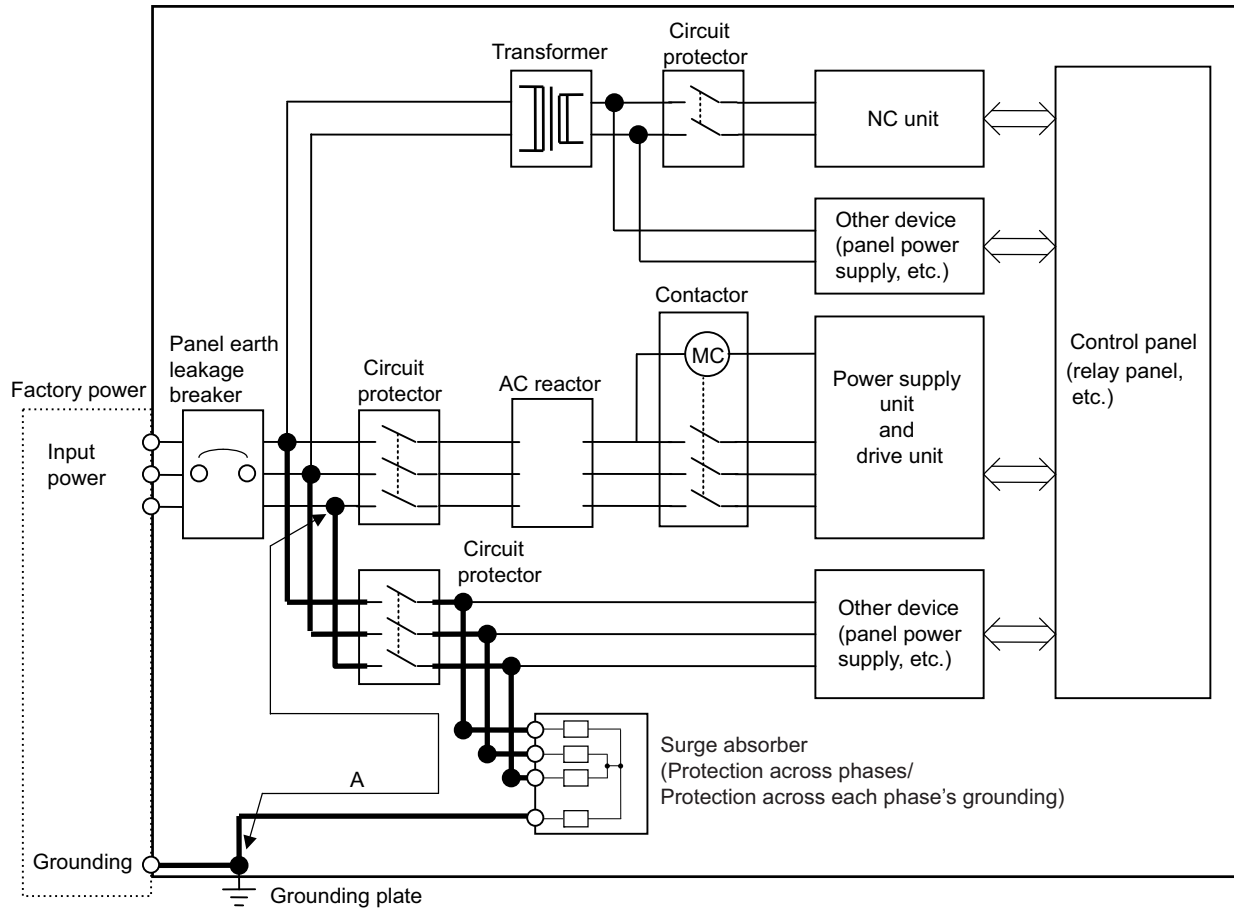 Transformer
Circuit
protector
NC unit
Other device
(panel power
supply, etc.)
Contactor
MC
Control panel
(relay panel,
etc.)
Panel earth
leakage
breaker
Circuit
protector
AC reactor
Power supply
unit
and
drive unit
Factory power
Input
power
Circuit
protector
Other device
(panel power
supply, etc.)
Surge absorber
(Protection across phases/
Protection across each phase's grounding)
A
Grounding
Grounding plate